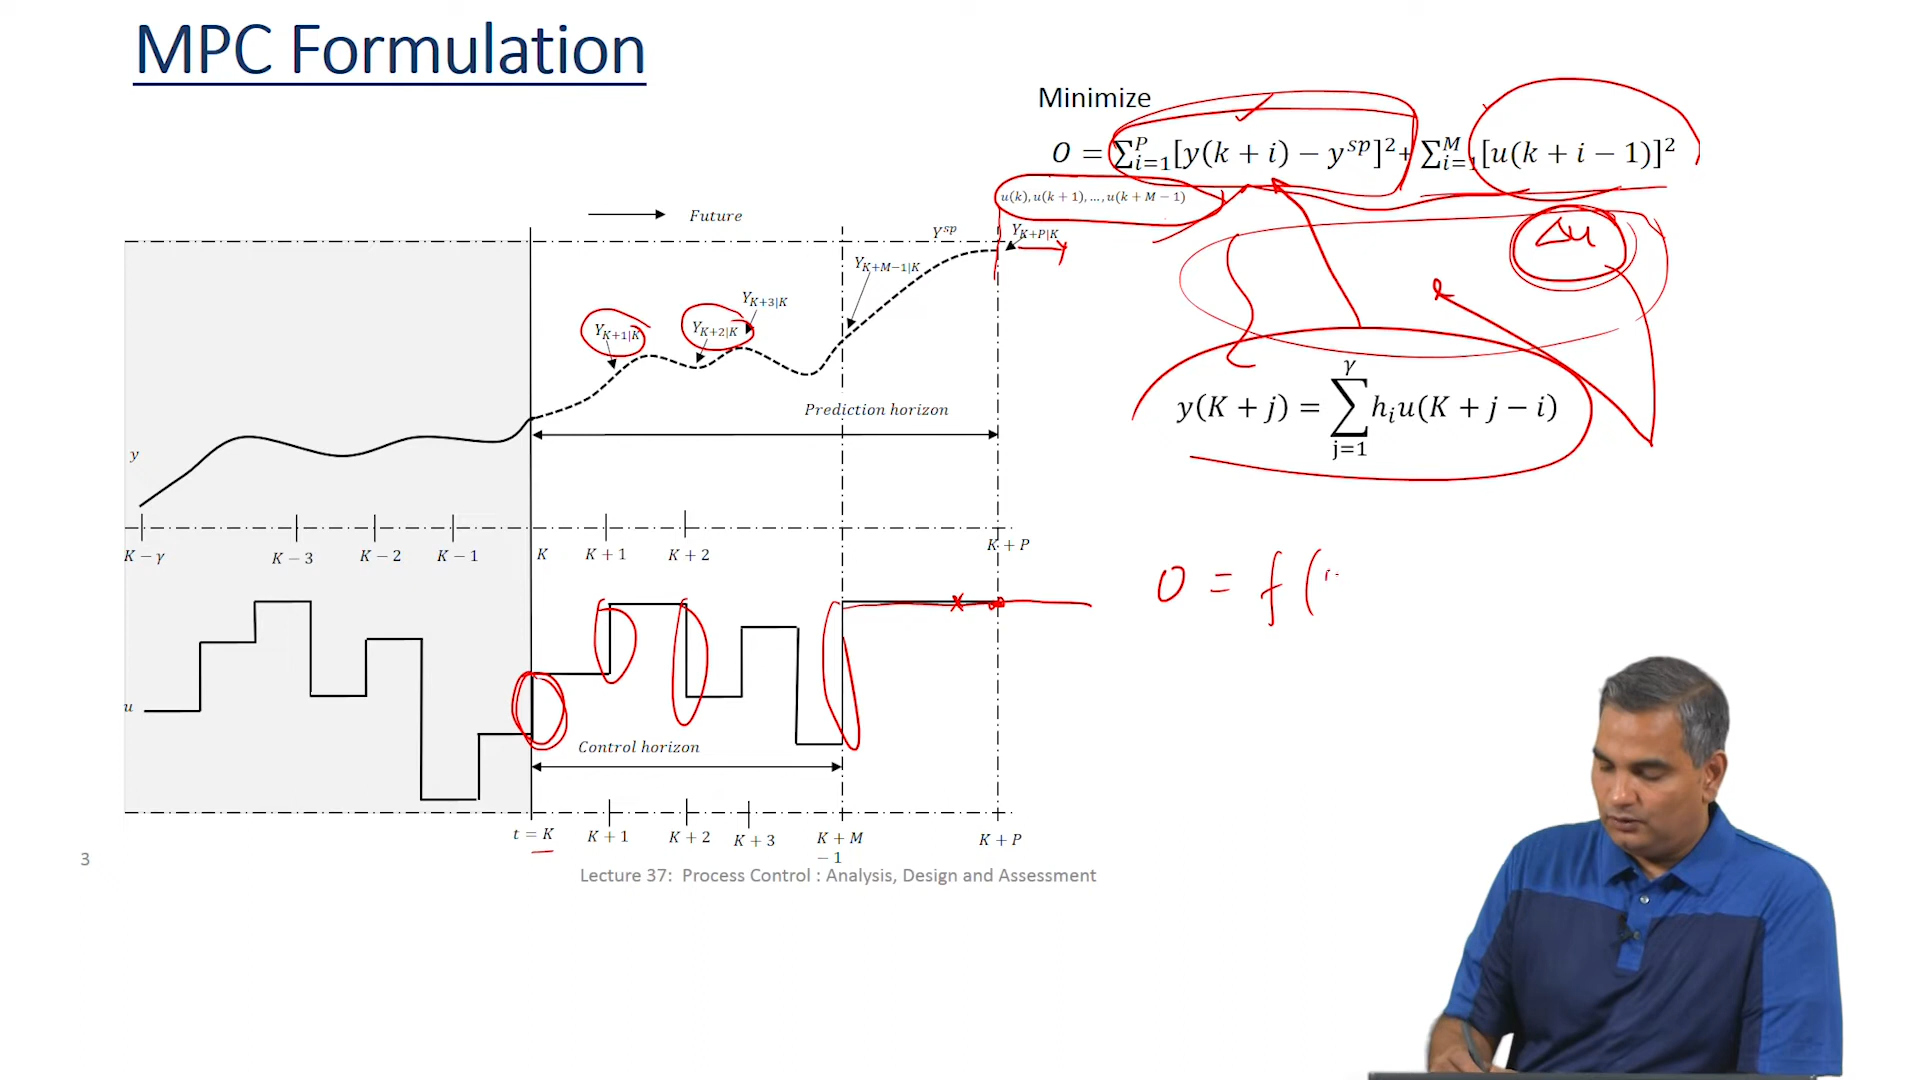 MPC Formulation
Minimize
O = ∑_{i=1}^{P}[y(k + i) − y^{sp}]² + ∑_{i=1}^{M}[u(k + i − 1)]²
u(k), u(k + 1), ..., u(k + M − 1)
Future
Y^{sp}
Y_{K+P|K}
Δu
Y_{K+M−1|K}
Y_{K+3|K}
Y_{K+1|K}
Y_{K+2|K}
y(K + j) = ∑_{j=1}^{γ} h_i u(K + j − i)
Prediction horizon
y
K − γ K − 3 K − 2 K − 1 K K + 1 K + 2 K + P
O = f (
u
Control horizon
t = K K + 1 K + 2 K + 3 K + M − 1 K + P
3
Lecture 37: Process Control : Analysis, Design and Assessment